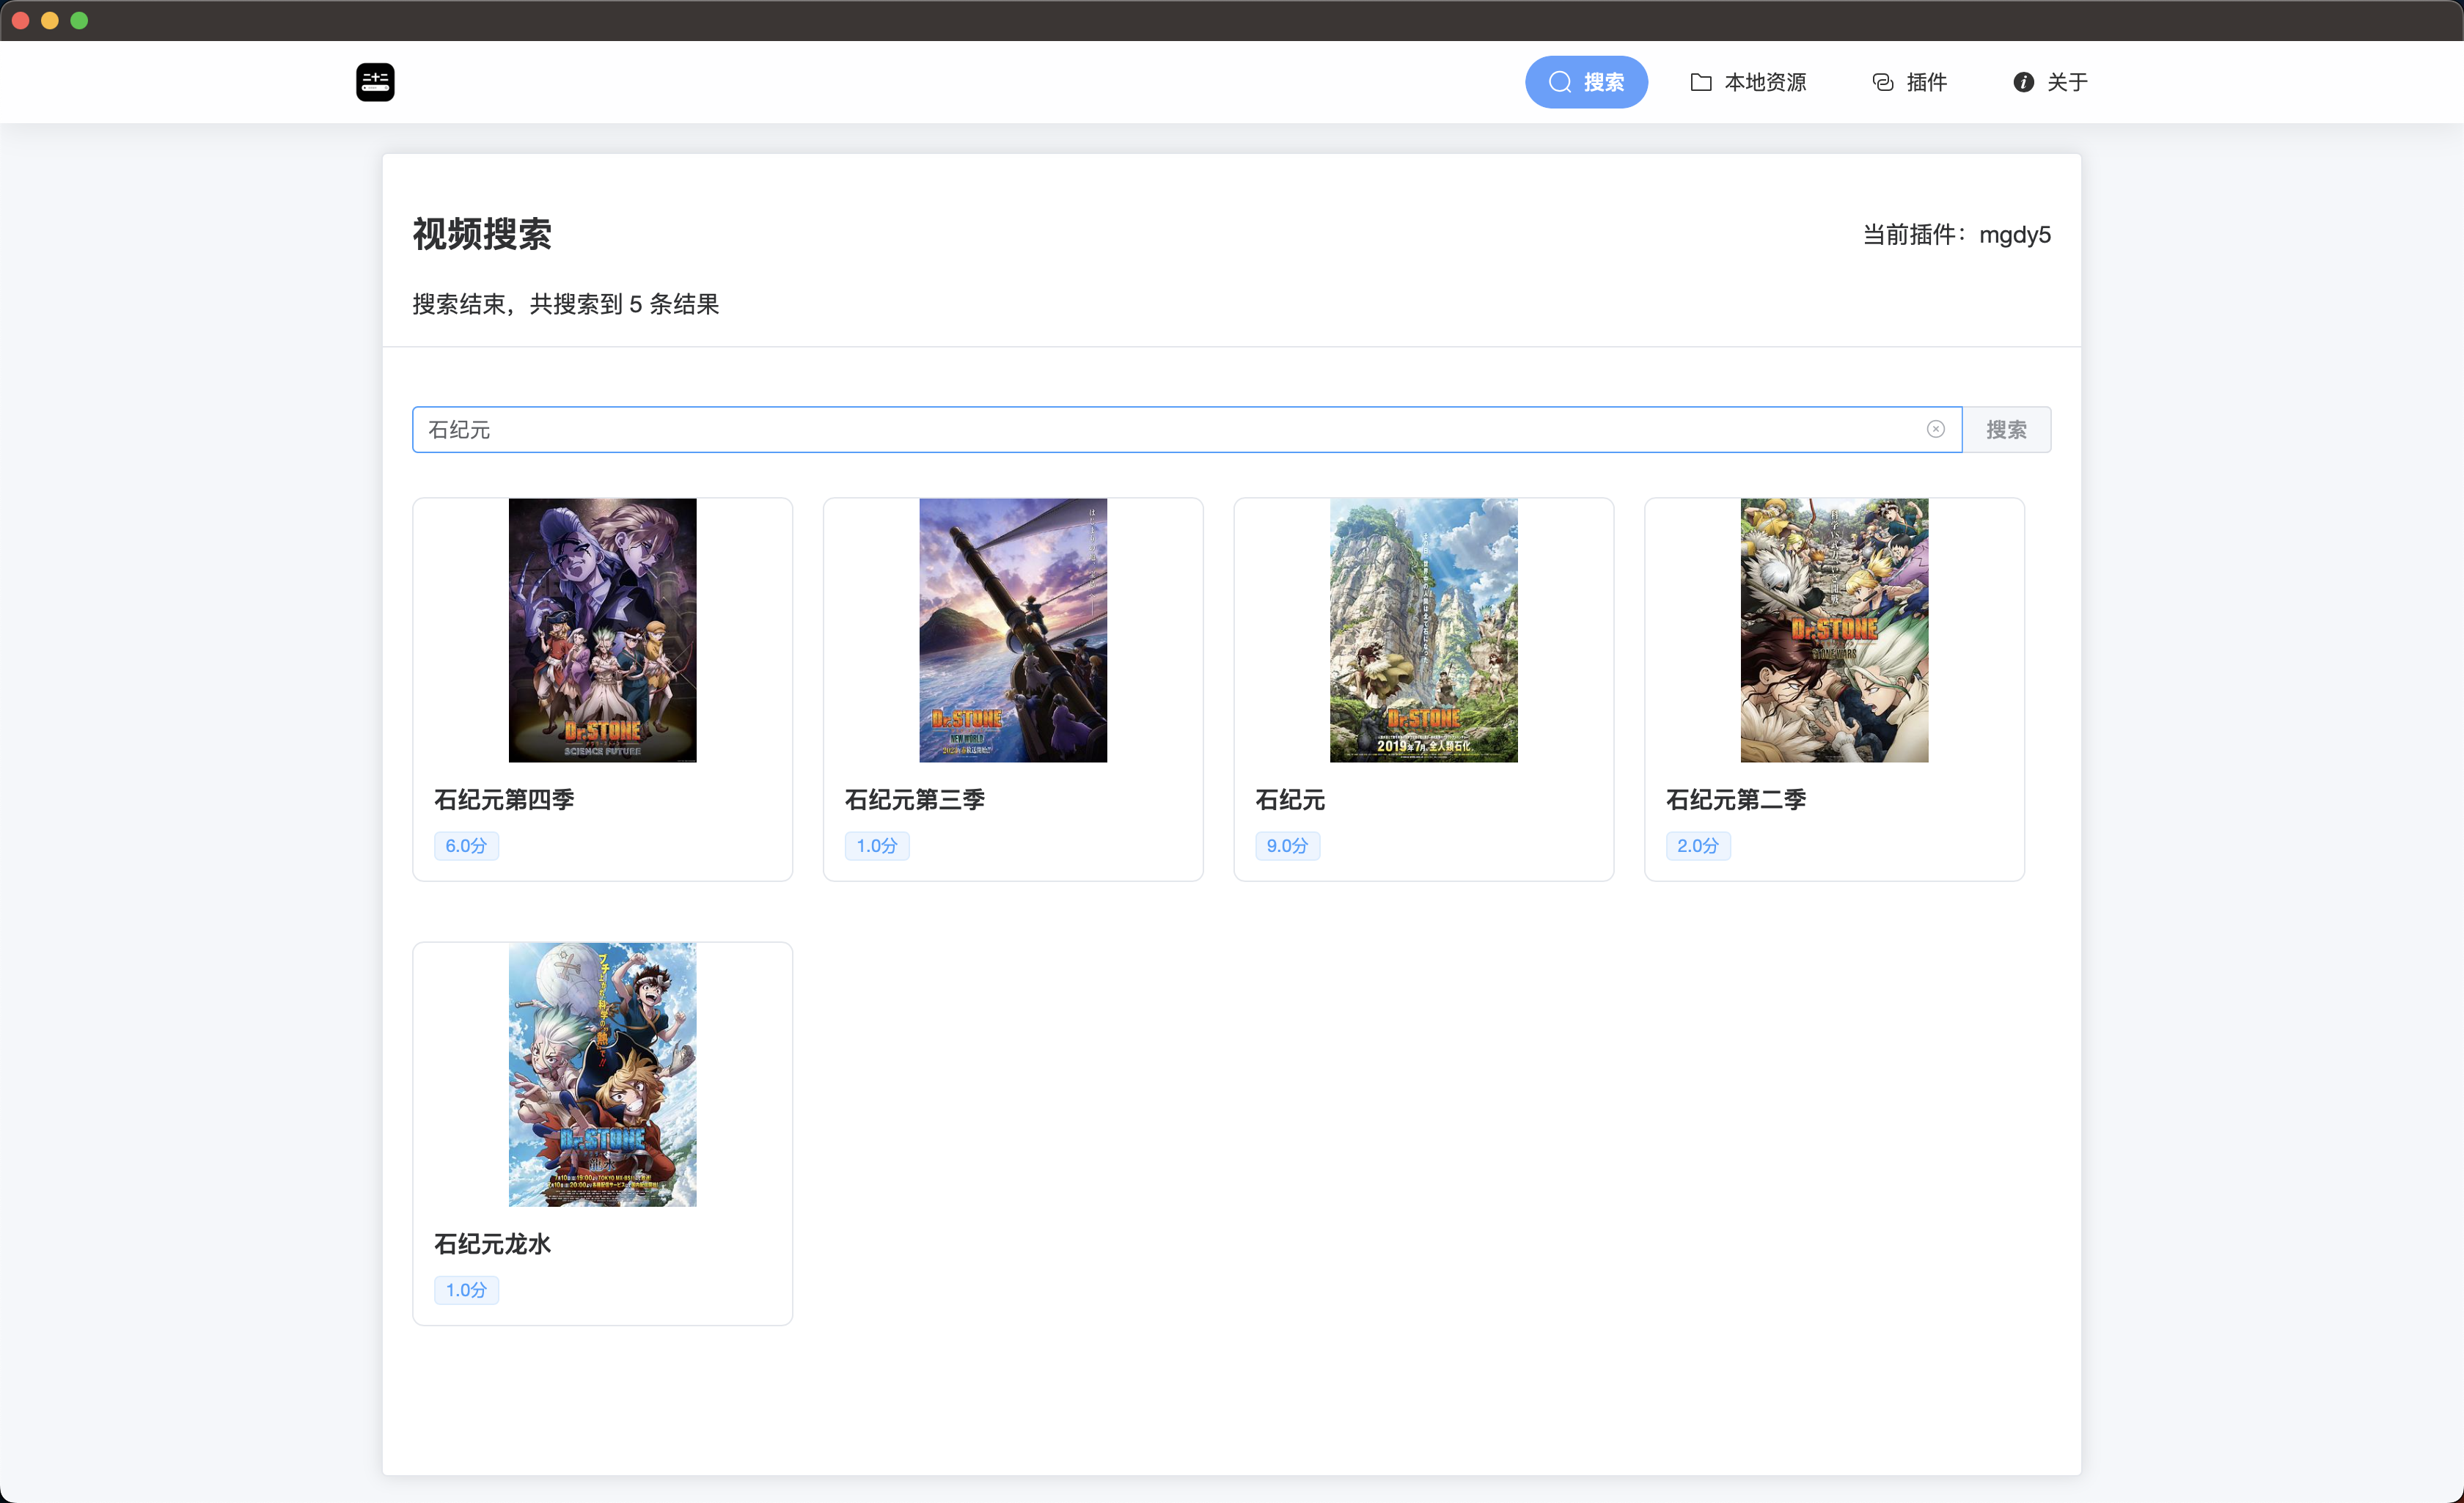 二十二
搜索
本地资源
插件
关于
视频搜索
当前插件：mgdy5
搜索结束，共搜索到 5 条结果
石纪元
搜索
Dr.STONE
SCIENCE FUTURE
石纪元第四季
6.0分
Dr.STONE
NEW WORLD
石纪元第三季
1.0分
Dr.STONE
2019年7月、全人類石化。
石纪元
9.0分
Dr.STONE
STONE WARS
石纪元第二季
2.0分
Dr.STONE
龍水
石纪元龙水
1.0分